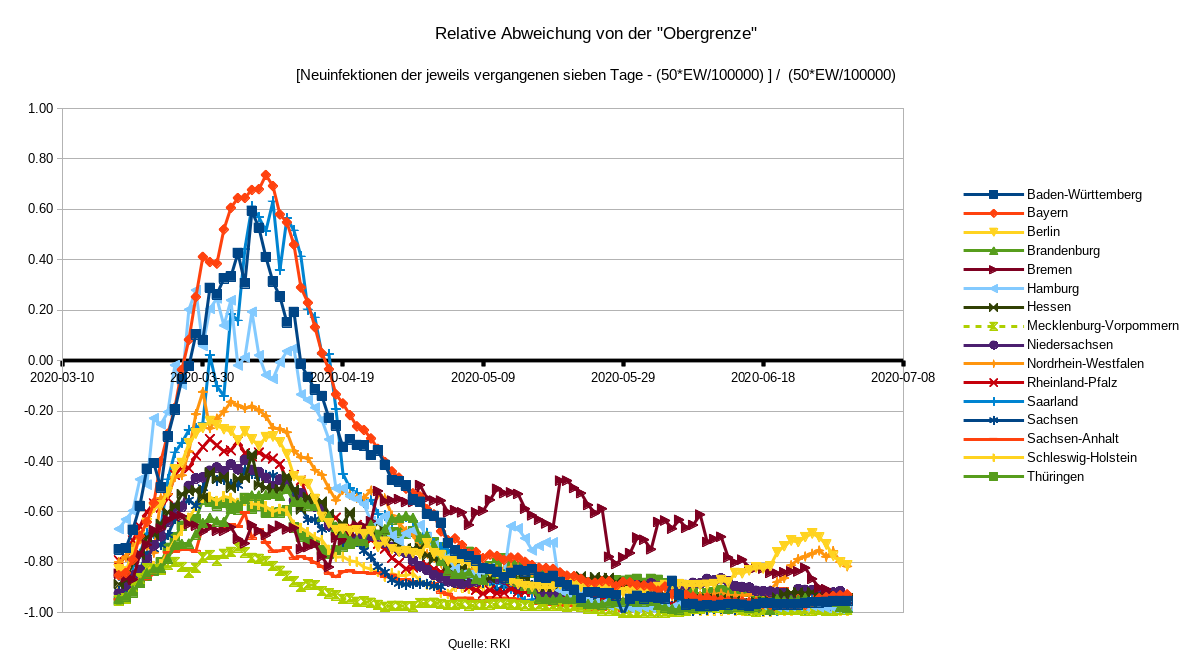 Relative Abweichung von der "Obergrenze"
[Neuinfektionen der jeweils vergangenen sieben Tage - (50*EW/100000) ] / (50*EW/100000)
1.00
0.80
0.60
0.40
0.20
0.00
-0.20
-0.40
-0.60
-0.80
-1.00
2020-03-10 2020-03-30 2020-04-19 2020-05-09 2020-05-29 2020-06-18 2020-07-08
Baden-Württemberg
Bayern
Berlin
Brandenburg
Bremen
Hamburg
Hessen
Mecklenburg-Vorpommern
Niedersachsen
Nordrhein-Westfalen
Rheinland-Pfalz
Saarland
Sachsen
Sachsen-Anhalt
Schleswig-Holstein
Thüringen
Quelle: RKI